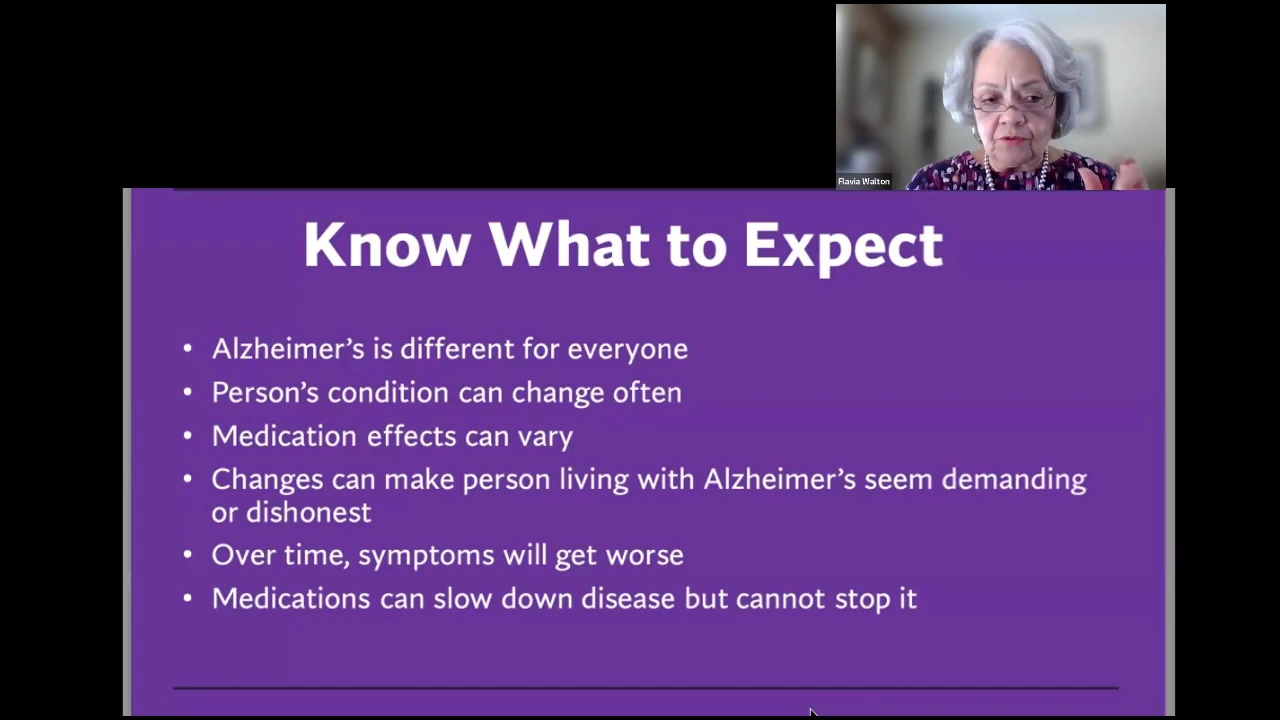 Flavia Walton
Know What to Expect
• Alzheimer’s is different for everyone
• Person’s condition can change often
• Medication effects can vary
• Changes can make person living with Alzheimer’s seem demanding
or dishonest
• Over time, symptoms will get worse
• Medications can slow down disease but cannot stop it